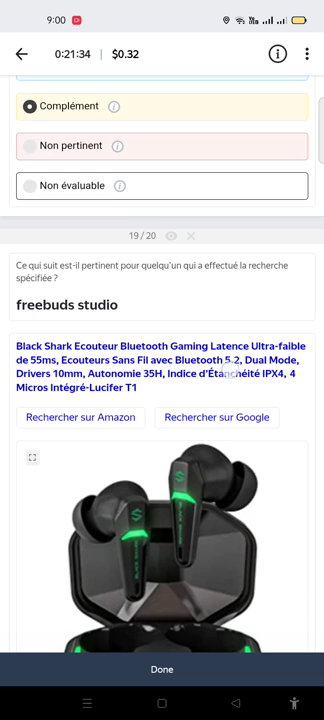 9:00
0:21:34 | $0.32
Complément
Non pertinent
Non évaluable
19 / 20
Ce qui suit est-il pertinent pour quelqu'un qui a effectué la recherche
spécifiée ?
freebuds studio
Black Shark Ecouteur Bluetooth Gaming Latence Ultra-faible
de 55ms, Ecouteurs Sans Fil avec Bluetooth 5.2, Dual Mode,
Drivers 10mm, Autonomie 35H, Indice d'Étanchéité IPX4, 4
Micros Intégré-Lucifer T1
Rechercher sur Amazon
Rechercher sur Google
BLACK SHARK
Done